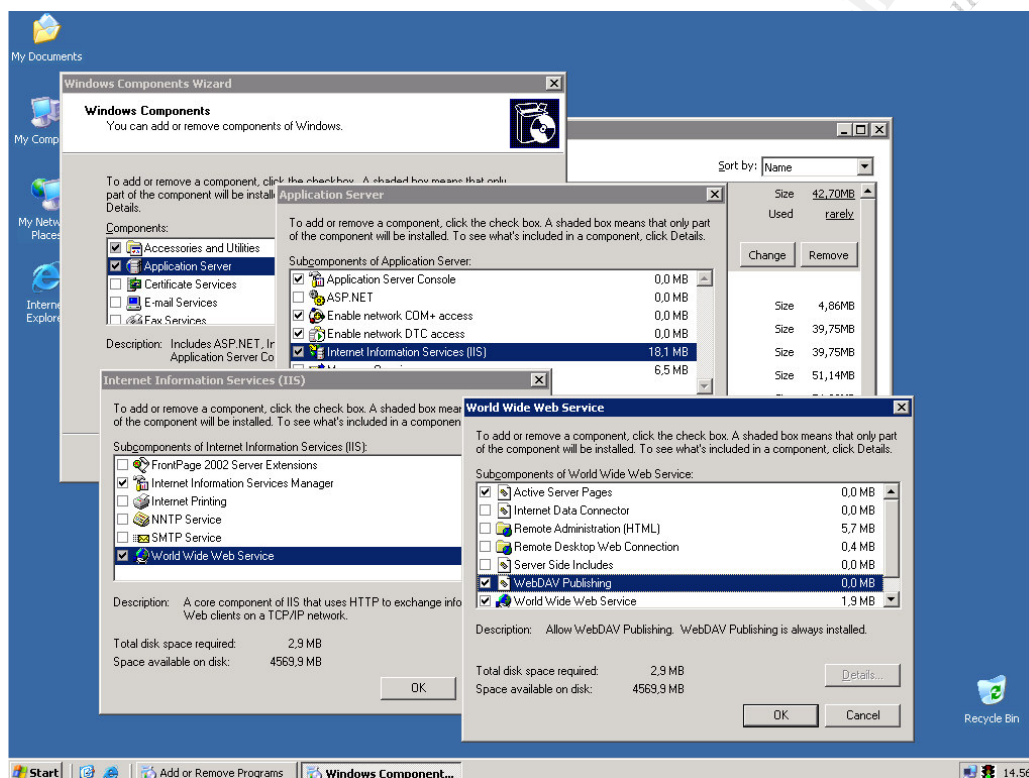 My Documents
My Comp
My Netw
Places
Interne
Explore
Recycle Bin
Windows Components Wizard
Windows Components
You can add or remove components of Windows.
To add or remove a component, click the checkbox. A shaded box means that only
part of the component will be installe
Details.
Components:
Accessories and Utilities
Application Server
Certificate Services
E-mail Services
Fax Services
Description: Includes ASP.NET, In
Application Server Co
Sort by: Name
Size 42,70MB
Used rarely
Change Remove
Size 4,86MB
Size 39,75MB
Size 39,75MB
Size 51,14MB
Application Server
To add or remove a component, click the check box. A shaded box means that only part
of the component will be installed. To see what's included in a component, click Details.
Subcomponents of Application Server:
Application Server Console 0,0 MB
ASP.NET 0,0 MB
Enable network COM+ access 0,0 MB
Enable network DTC access 0,0 MB
Internet Information Services (IIS) 18,1 MB
6,5 MB
Internet Information Services (IIS)
To add or remove a component, click the check box. A shaded box mear
of the component will be installed. To see what's included in a componen
Subcomponents of Internet Information Services (IIS):
FrontPage 2002 Server Extensions
Internet Information Services Manager
Internet Printing
NNTP Service
SMTP Service
World Wide Web Service
Description: A core component of IIS that uses HTTP to exchange info
Web clients on a TCP/IP network.
Total disk space required: 2,9 MB
Space available on disk: 4569,9 MB
OK
World Wide Web Service
To add or remove a component, click the check box. A shaded box means that only part
of the component will be installed. To see what's included in a component, click Details.
Subcomponents of World Wide Web Service:
Active Server Pages 0,0 MB
Internet Data Connector 0,0 MB
Remote Administration (HTML) 5,7 MB
Remote Desktop Web Connection 0,4 MB
Server Side Includes 0,0 MB
WebDAV Publishing 0,0 MB
World Wide Web Service 1,9 MB
Description: Allow WebDAV Publishing. WebDAV Publishing is always installed.
Total disk space required: 2,9 MB
Space available on disk: 4569,9 MB
Details...
OK Cancel
Start Add or Remove Programs Windows Component... 14.56